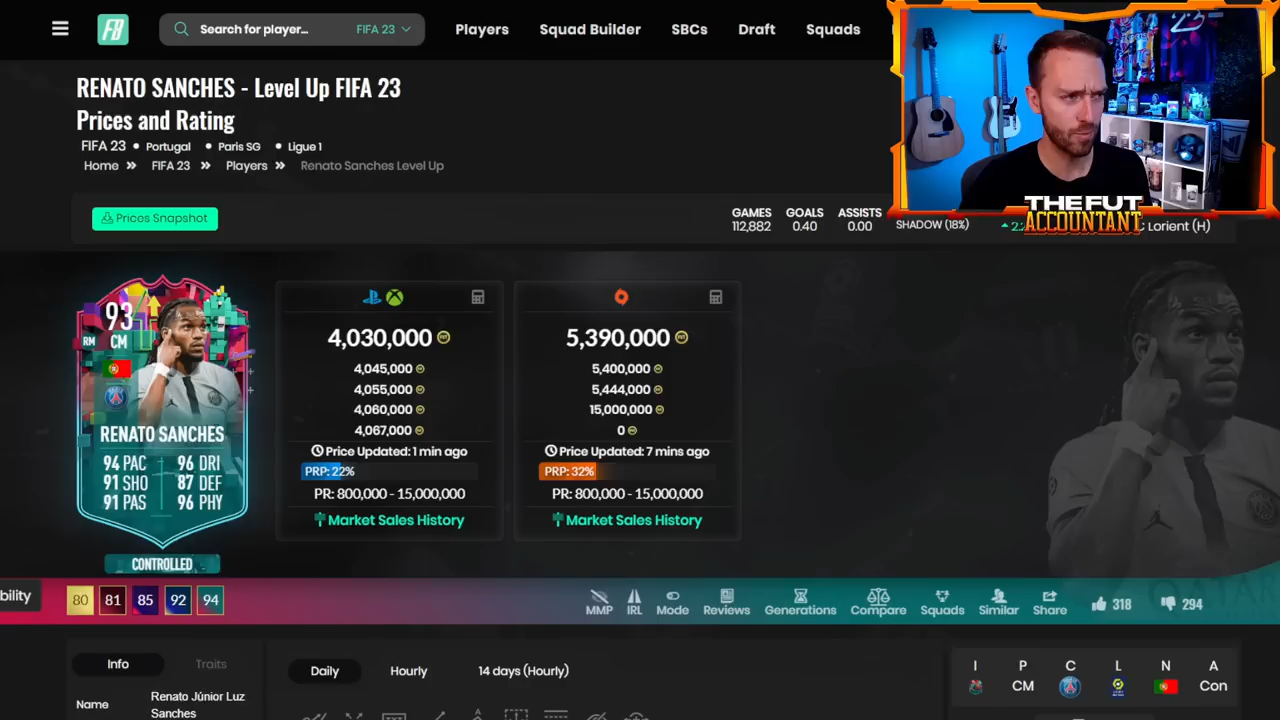 FB
Search for player...
FIFA 23
Players
Squad Builder
SBCs
Draft
Squads
RENATO SANCHES - Level Up FIFA 23
Prices and Rating
FIFA 23 • Portugal • Paris SG • Ligue 1
Home » FIFA 23 » Players » Renato Sanches Level Up
Prices Snapshot
GAMES
112,882
GOALS
0.40
ASSISTS
0.00
SHADOW (18%)
Lorient (H)
THE FUT
ACCOUNTANT
93
CM
RM
RENATO SANCHES
94 PAC
96 DRI
91 SHO
87 DEF
91 PAS
96 PHY
CONTROLLED
4,030,000
4,045,000
4,055,000
4,060,000
4,067,000
Price Updated: 1 min ago
PRP: 22%
PR: 800,000 - 15,000,000
Market Sales History
5,390,000
5,400,000
5,444,000
15,000,000
0
Price Updated: 7 mins ago
PRP: 32%
PR: 800,000 - 15,000,000
Market Sales History
bility
80
81
85
92
94
MMP
IRL
Mode
Reviews
Generations
Compare
Squads
Similar
Share
318
294
Info
Traits
Name
Renato Júnior Luz
Sanches
Daily
Hourly
14 days (Hourly)
I
P
C
L
N
A
CM
Con